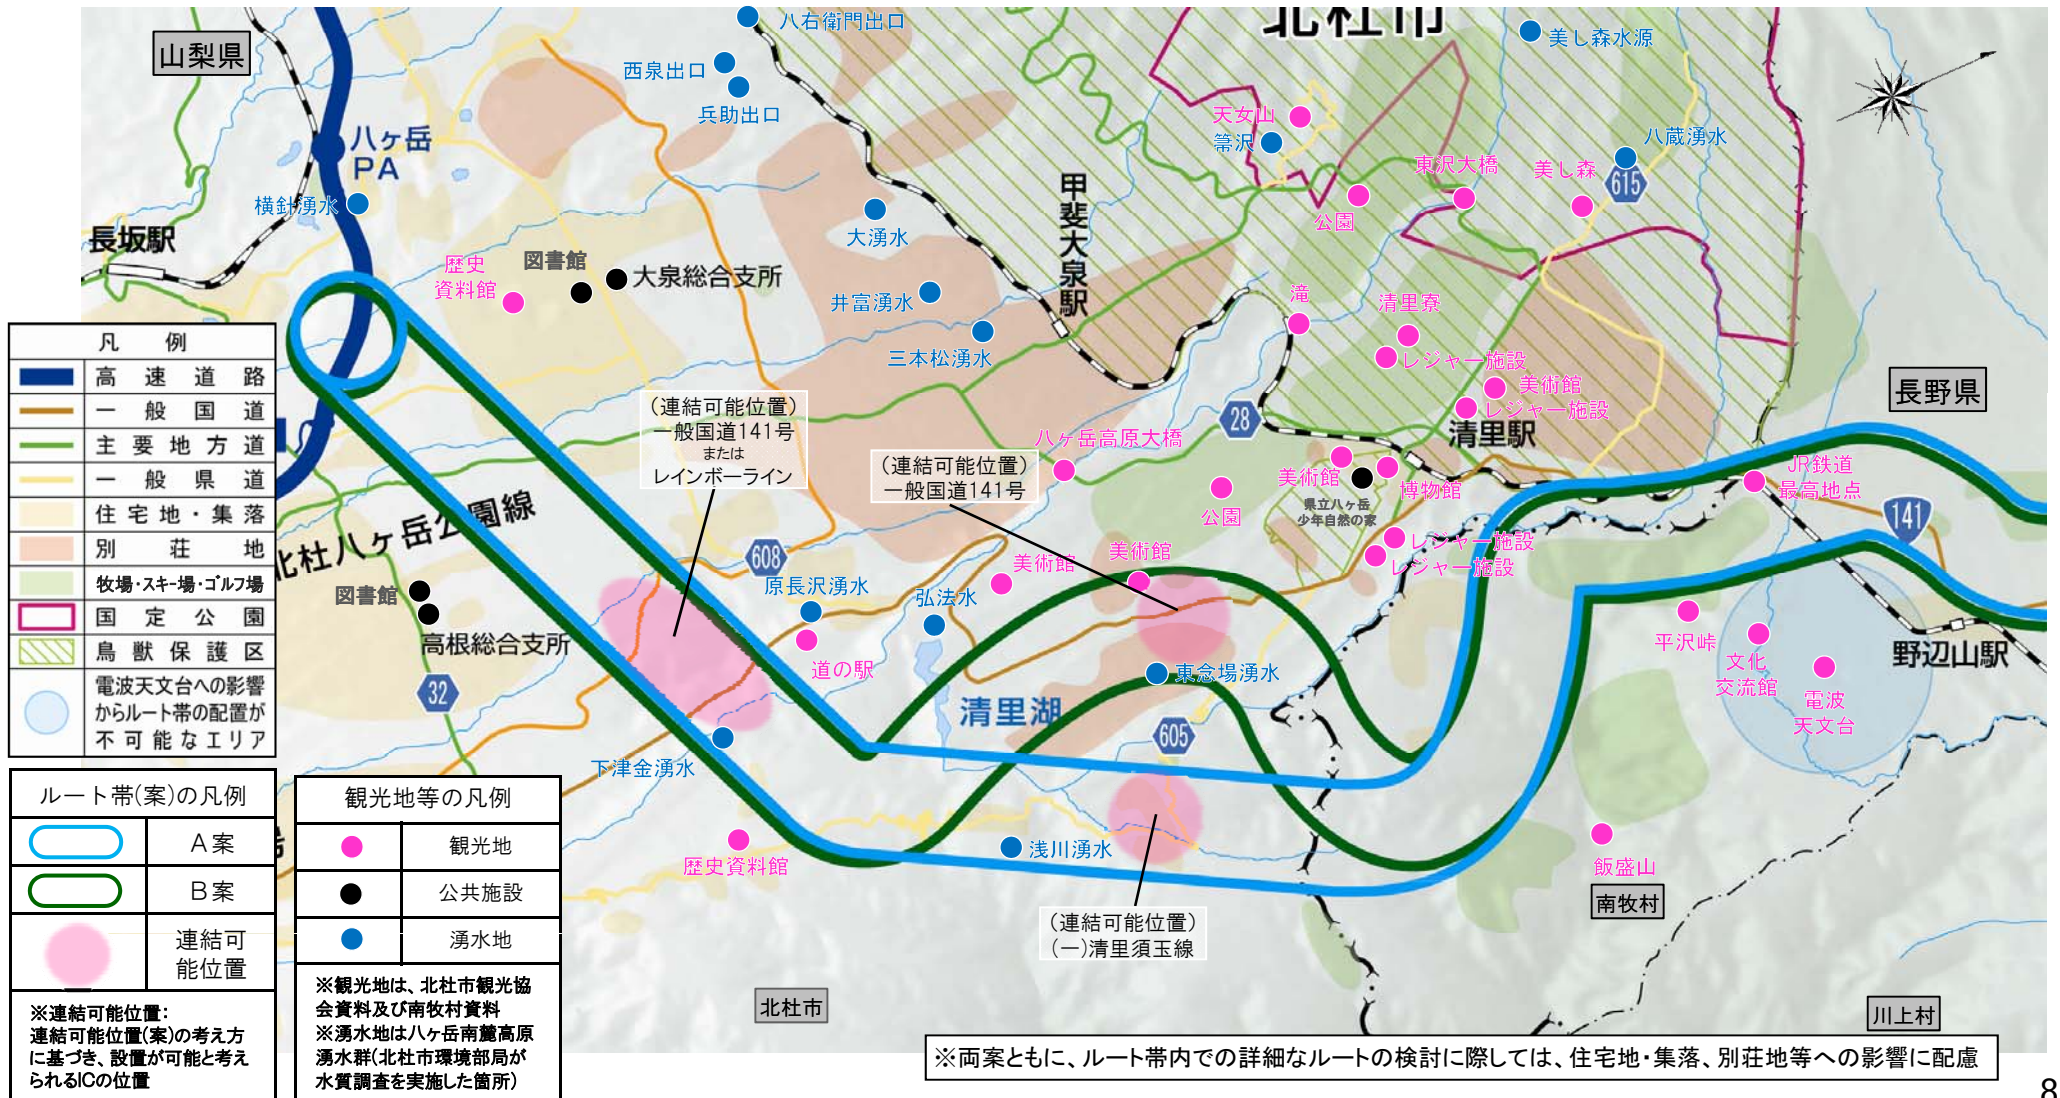 北杜市
山梨県
八右衛門出口
西泉出口
兵助出口
美し森水源
天女山
箒沢
八蔵湧水
東沢大橋
美し森
615
公園
八ヶ岳
PA
横針湧水
長坂駅
大湧水
甲斐大泉駅
歴史
資料館
図書館
大泉総合支所
井富湧水
三本松湧水
滝
清里寮
レジャー施設
美術館
レジャー施設
清里駅
長野県
28
八ヶ岳高原大橋
美術館
博物館
県立八ヶ岳
少年自然の家
公園
JR鉄道
最高地点
141
レジャー施設
レジャー施設
(連結可能位置)
一般国道141号
または
レインボーライン
(連結可能位置)
一般国道141号
北杜八ヶ岳公園線
608
原長沢湧水
弘法水
美術館
美術館
図書館
高根総合支所
32
道の駅
清里湖
東念場湧水
605
平沢峠
文化
交流館
電波
天文台
野辺山駅
下津金湧水
歴史資料館
浅川湧水
飯盛山
南牧村
(連結可能位置)
(一)清里須玉線
北杜市
川上村
凡例
高速道路
一般国道
主要地方道
一般県道
住宅地・集落
別荘地
牧場・スキー場・ゴルフ場
国定公園
鳥獣保護区
電波天文台への影響
からルート帯の配置が
不可能なエリア
ルート帯(案)の凡例
A案
B案
連結可
能位置
※連結可能位置:
連結可能位置(案)の考え方
に基づき、設置が可能と考え
られるICの位置
観光地等の凡例
観光地
公共施設
湧水地
※観光地は、北杜市観光協
会資料及び南牧村資料
※湧水地は八ヶ岳南麓高原
湧水群(北杜市環境部局が
水質調査を実施した箇所)
※両案ともに、ルート帯内での詳細なルートの検討に際しては、住宅地・集落、別荘地等への影響に配慮
8